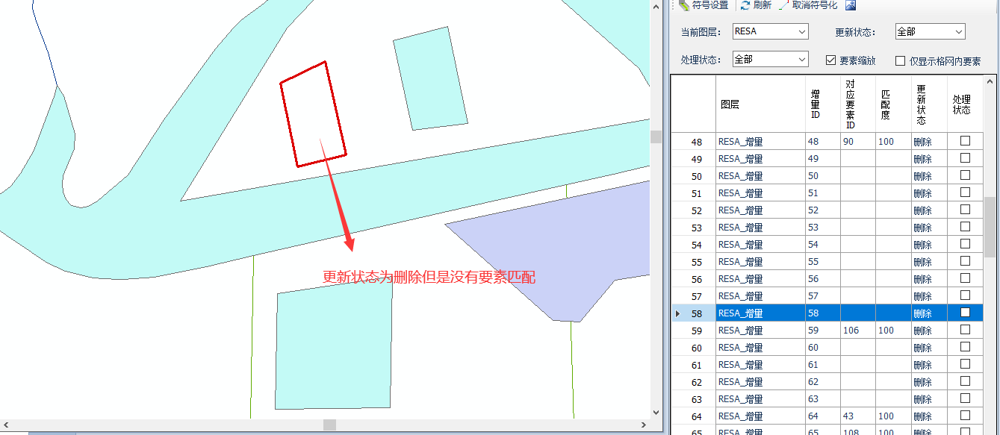 符号设置 刷新 取消符号化
当前图层： RESA 更新状态： 全部
处理状态： 全部 要素缩放 仅显示格网内要素
图层 增量ID 对应要素ID 匹配度 更新状态 处理状态
48 RESA_增量 48 90 100 删除
49 RESA_增量 49 删除
50 RESA_增量 50 删除
51 RESA_增量 51 删除
52 RESA_增量 52 删除
53 RESA_增量 53 删除
54 RESA_增量 54 删除
55 RESA_增量 55 删除
56 RESA_增量 56 删除
57 RESA_增量 57 删除
58 RESA_增量 58 删除
59 RESA_增量 59 106 100 删除
60 RESA_增量 60 删除
61 RESA_增量 61 删除
62 RESA_增量 62 删除
63 RESA_增量 63 删除
64 RESA_增量 64 43 100 删除
65 RESA_增量 65 108 100 删除
更新状态为删除但是没有要素匹配